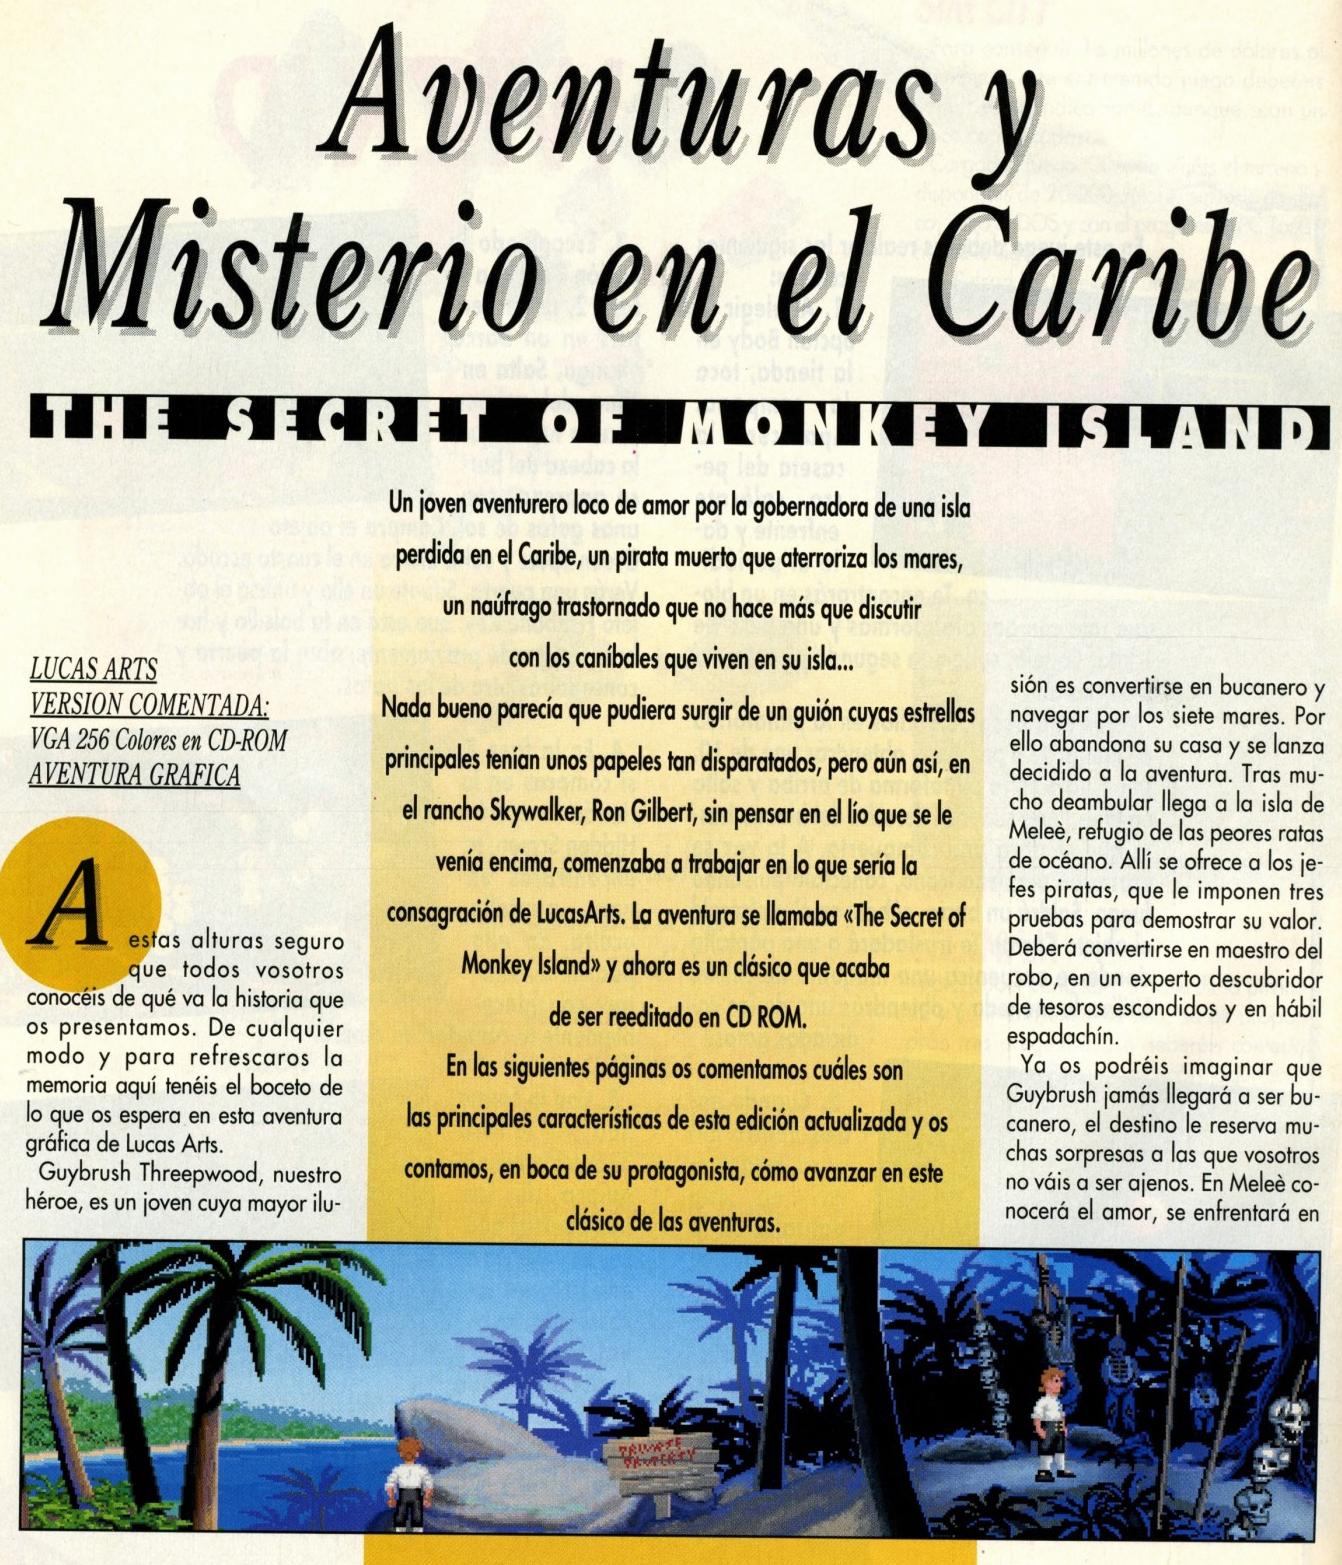 Aventuras y
Misterio en el Caribe
THE SECRET OF MONKEY ISLAND
Un joven aventurero loco de amor por la gobernadora de una isla
perdida en el Caribe, un pirata muerto que aterroriza los mares,
un naúfrago trastornado que no hace más que discutir
con los caníbales que viven en su isla...
Nada bueno parecía que pudiera surgir de un guión cuyas estrellas
principales tenían unos papeles tan disparatados, pero aún así, en
el rancho Skywalker, Ron Gilbert, sin pensar en el lío que se le
venía encima, comenzaba a trabajar en lo que sería la
consagración de LucasArts. La aventura se llamaba «The Secret of
Monkey Island» y ahora es un clásico que acaba
de ser reeditado en CD ROM.
En las siguientes páginas os comentamos cuáles son
las principales características de esta edición actualizada y os
contamos, en boca de su protagonista, cómo avanzar en este
clásico de las aventuras.
LUCAS ARTS
VERSION COMENTADA:
VGA 256 Colores en CD-ROM
AVENTURA GRAFICA
A estas alturas seguro
que todos vosotros
conocéis de qué va la historia que
os presentamos. De cualquier
modo y para refrescaros la
memoria aquí tenéis el boceto de
lo que os espera en esta aventura
gráfica de Lucas Arts.
Guybrush Threepwood, nuestro
héroe, es un joven cuya mayor ilu-
sión es convertirse en bucanero y
navegar por los siete mares. Por
ello abandona su casa y se lanza
decidido a la aventura. Tras mu-
cho deambular llega a la isla de
Meleè, refugio de las peores ratas
de océano. Allí se ofrece a los je-
fes piratas, que le imponen tres
pruebas para demostrar su valor.
Deberá convertirse en maestro del
robo, en un experto descubridor
de tesoros escondidos y en hábil
espadachín.
Ya os podréis imaginar que
Guybrush jamás llegará a ser bu-
canero, el destino le reserva mu-
chas sorpresas a las que vosotros
no váis a ser ajenos. En Meleè co-
nocerá el amor, se enfrentará en
PRIVATE
PROPERTY